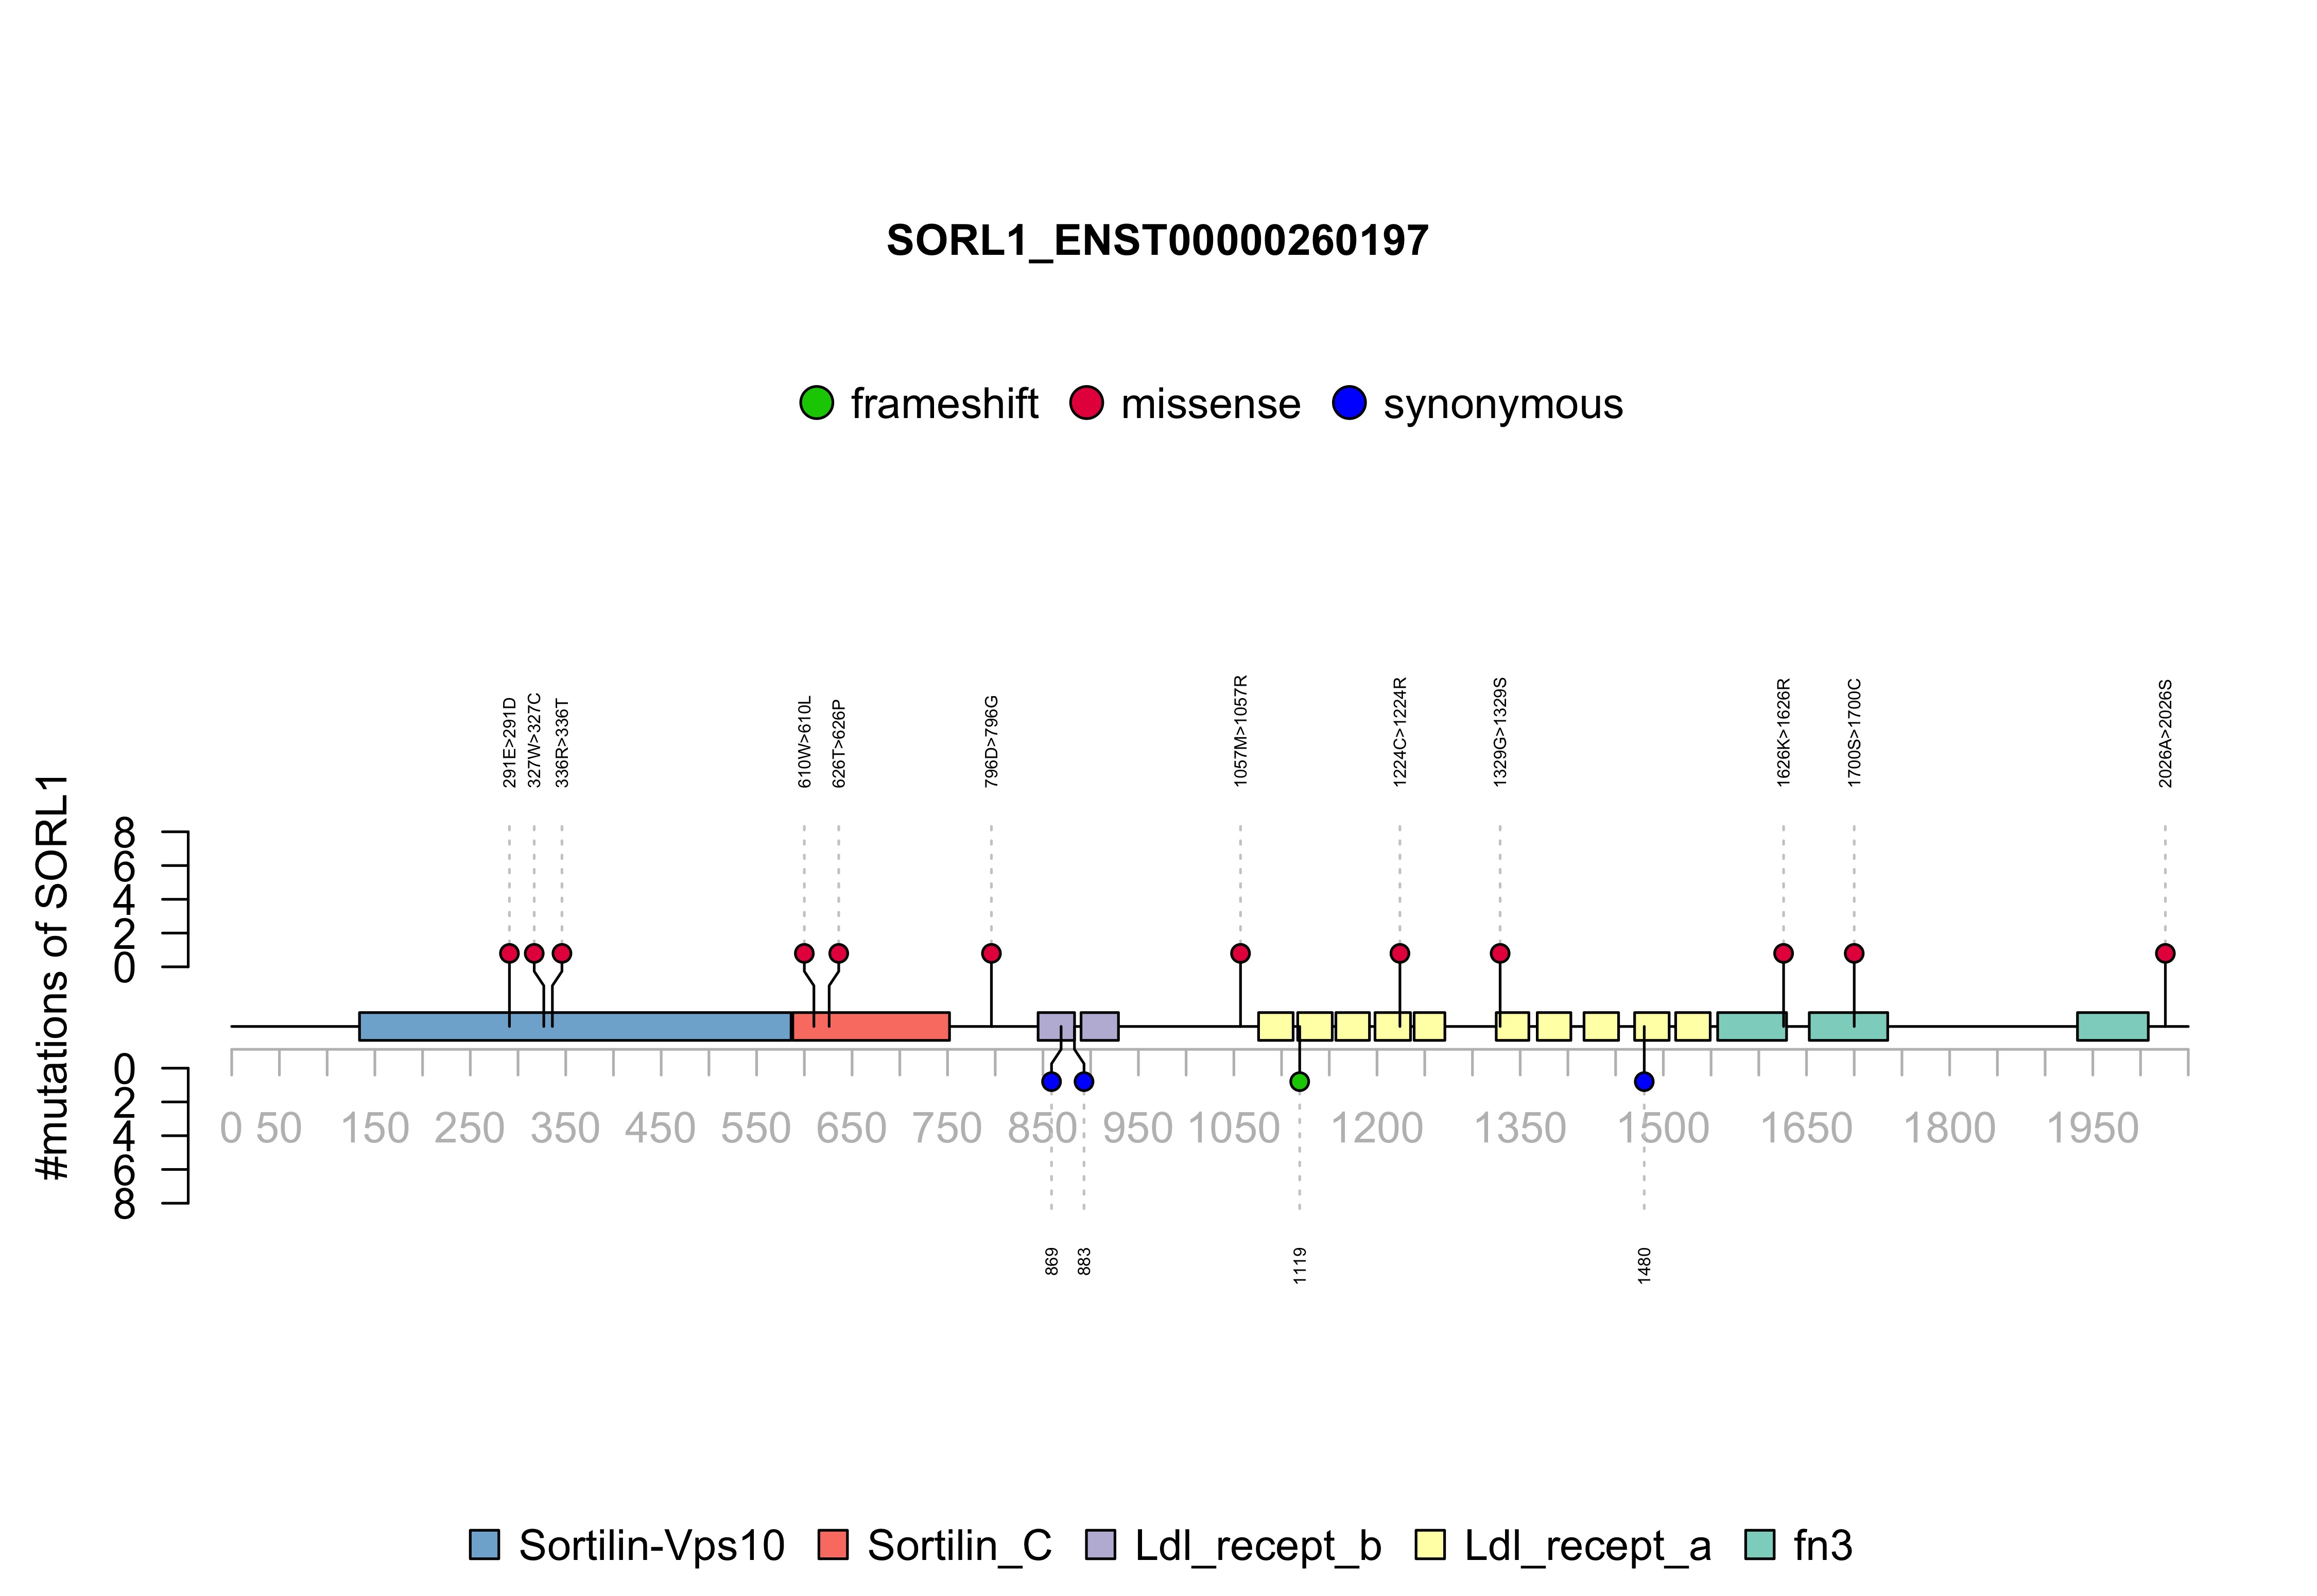 SORL1_ENST00000260197
frameshift missense synonymous
291E>291D
327W>327C
336R>336T
610W>610L
626T>626P
796D>796G
1057M>1057R
1224C>1224R
1329G>1329S
1626K>1626R
1700S>1700C
2026A>2026S
#mutations of SORL1
8
6
4
2
0
0
2
4
6
8
0 50 150 250 350 450 550 650 750 850 950 1050 1200 1350 1500 1650 1800 1950
869
883
1119
1480
Sortilin-Vps10 Sortilin_C Ldl_recept_b Ldl_recept_a fn3